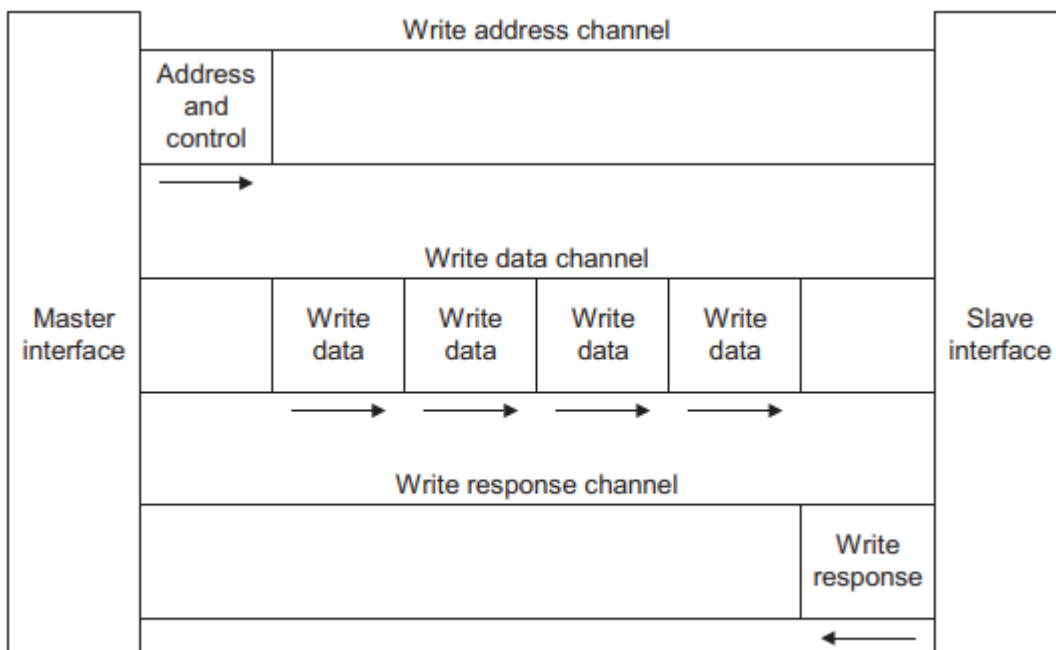 Write address channel
Address
and
control
Write data channel
Master
interface
Write
data
Write
data
Write
data
Write
data
Slave
interface
Write response channel
Write
response